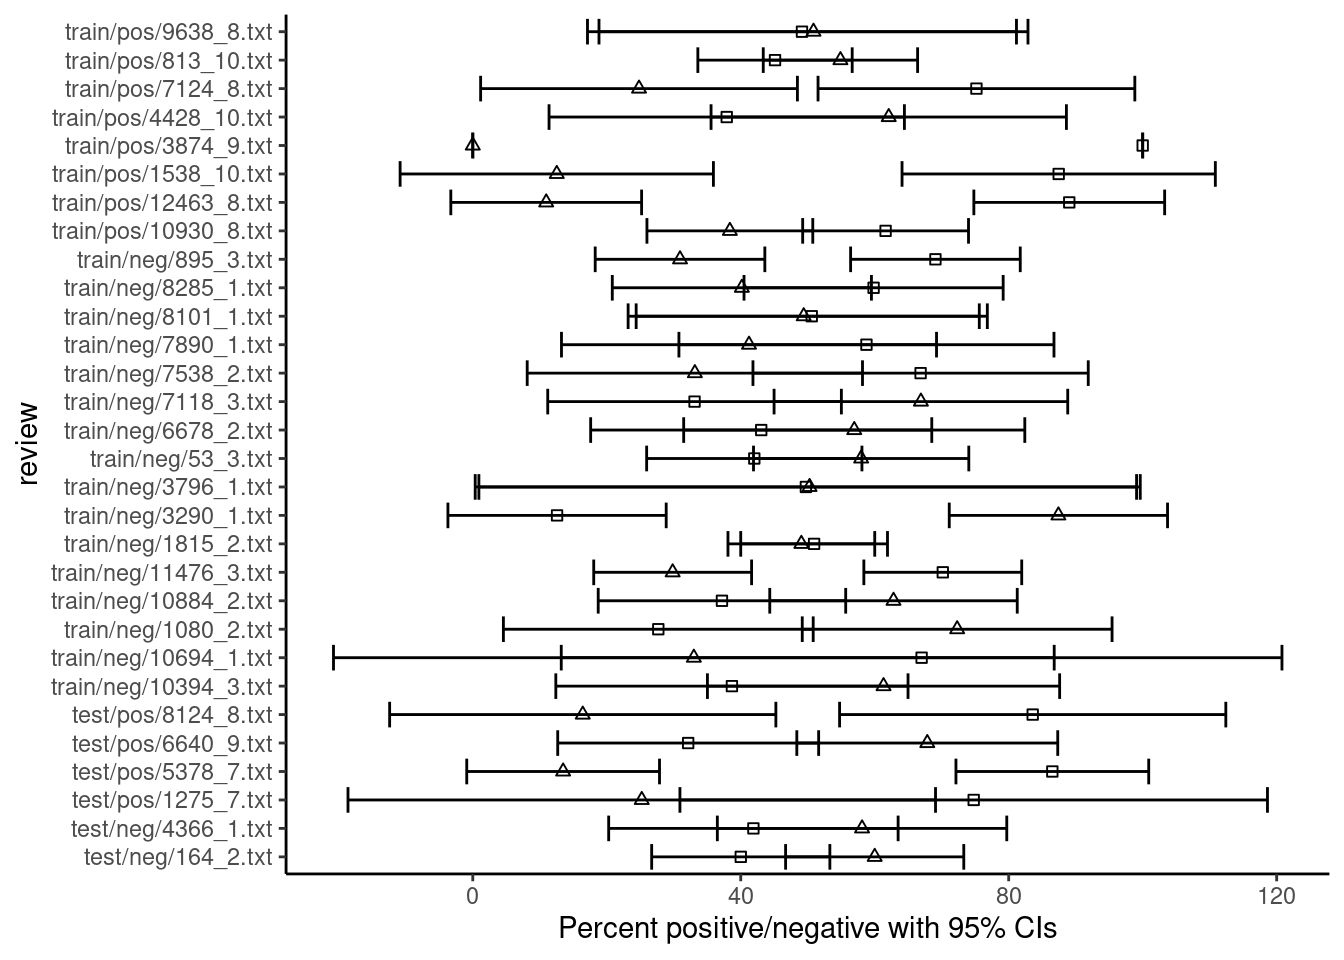 train/pos/9638_8.txt
train/pos/813_10.txt
train/pos/7124_8.txt
train/pos/4428_10.txt
train/pos/3874_9.txt
train/pos/1538_10.txt
train/pos/12463_8.txt
train/pos/10930_8.txt
train/neg/895_3.txt
train/neg/8285_1.txt
train/neg/8101_1.txt
train/neg/7890_1.txt
train/neg/7538_2.txt
train/neg/7118_3.txt
train/neg/6678_2.txt
train/neg/53_3.txt
train/neg/3796_1.txt
train/neg/3290_1.txt
train/neg/1815_2.txt
train/neg/11476_3.txt
train/neg/10884_2.txt
train/neg/1080_2.txt
train/neg/10694_1.txt
train/neg/10394_3.txt
test/pos/8124_8.txt
test/pos/6640_9.txt
test/pos/5378_7.txt
test/pos/1275_7.txt
test/neg/4366_1.txt
test/neg/164_2.txt
review
0 40 80 120
Percent positive/negative with 95% CIs